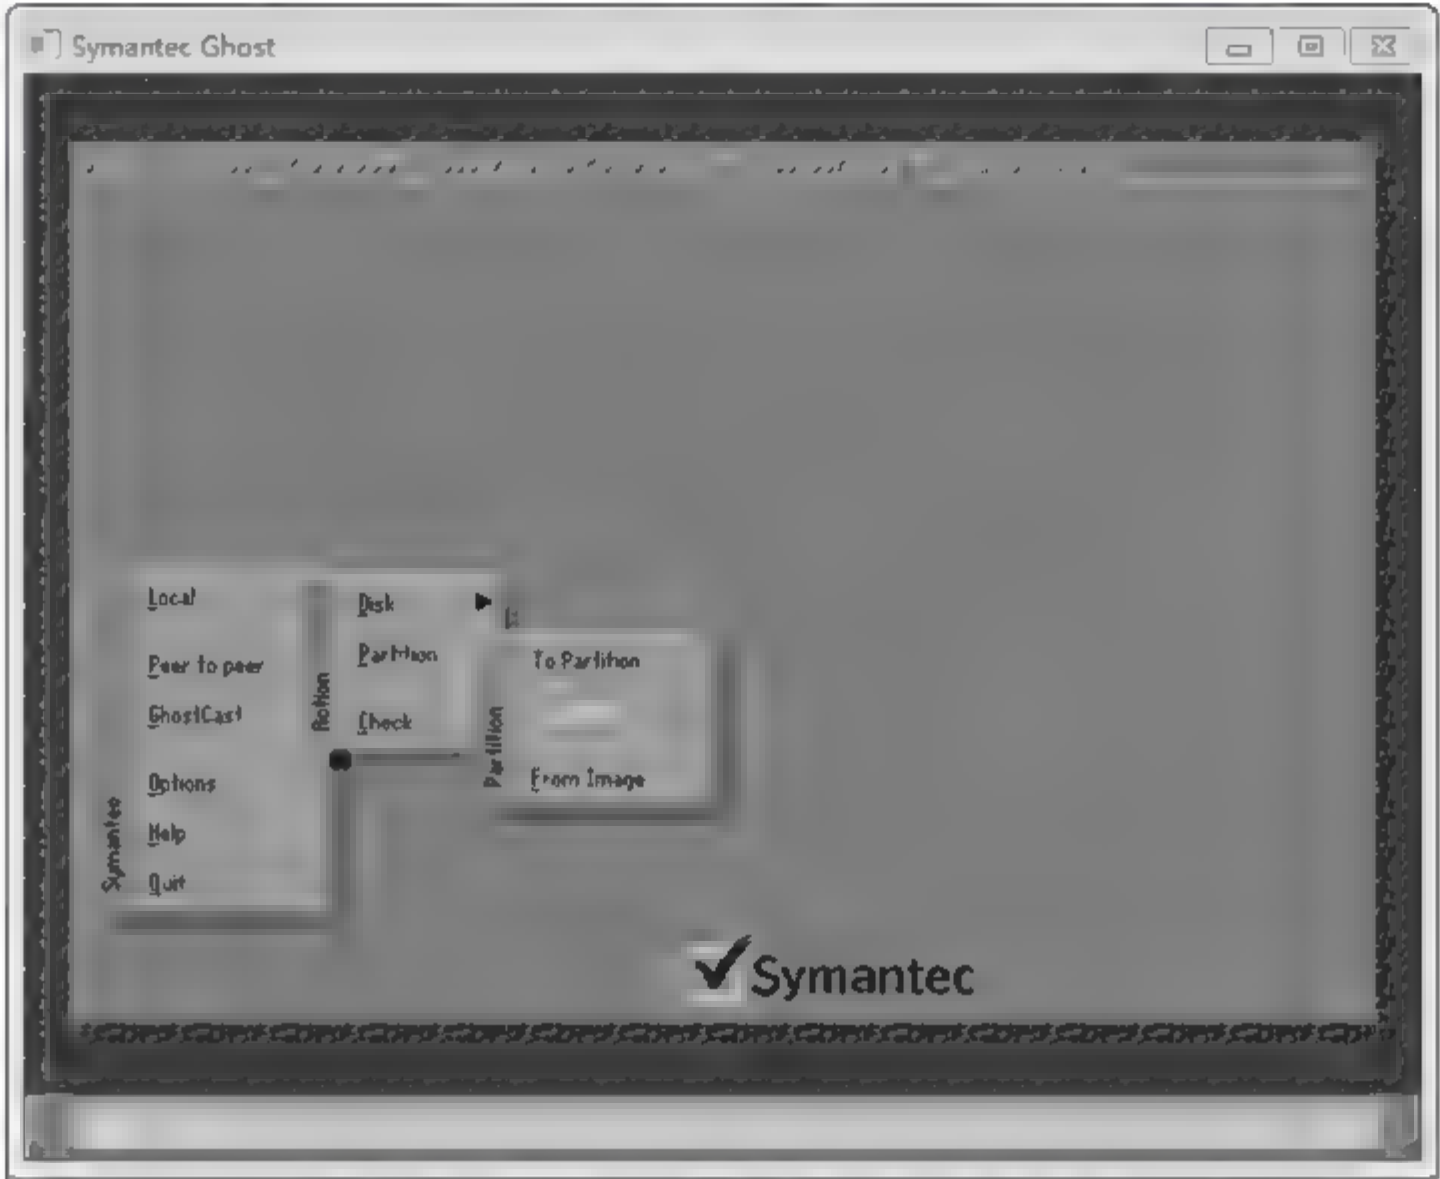 Symantec Ghost
Local
Peer to peer
GhostCast
Options
Help
Quit
Symantec
Action
Disk
Partition
Check
Partition
To Partition
From Image
Symantec